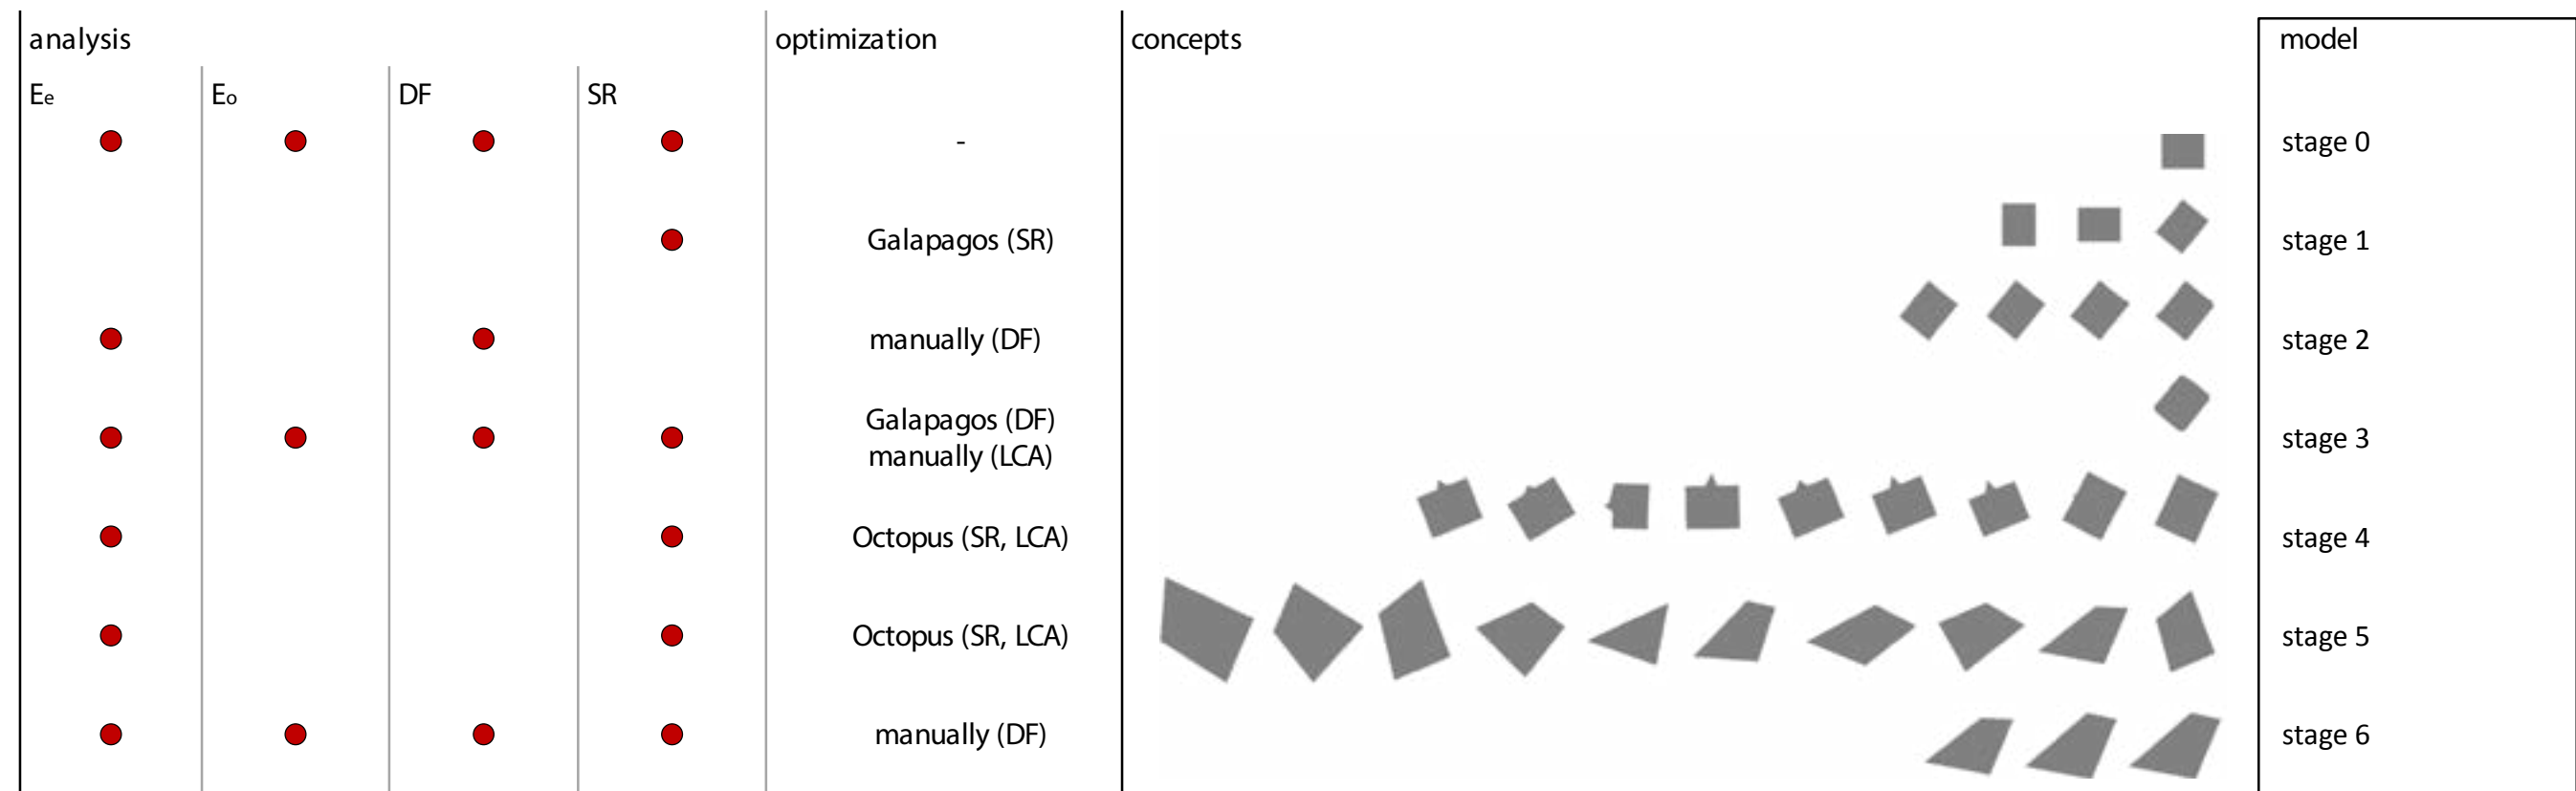 analysis optimization concepts model
Ee Eo DF SR
- stage 0
Galapagos (SR) stage 1
manually (DF) stage 2
Galapagos (DF)
manually (LCA) stage 3
Octopus (SR, LCA) stage 4
Octopus (SR, LCA) stage 5
manually (DF) stage 6